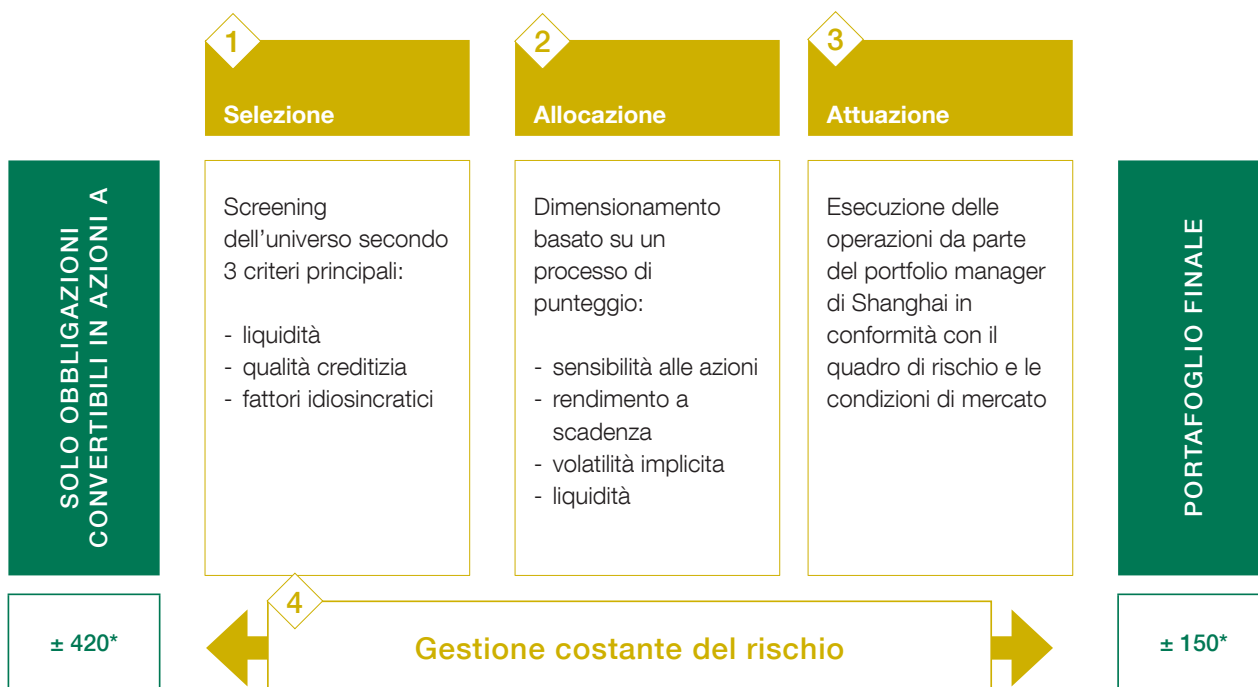 1
Selezione
2
Allocazione
3
Attuazione
SOLO OBBLIGAZIONI
CONVERTIBILI IN AZIONI A
Screening
dell’universo secondo
3 criteri principali:
- liquidità
- qualità creditizia
- fattori idiosincratici
Dimensionamento
basato su un
processo di
punteggio:
- sensibilità alle azioni
- rendimento a
scadenza
- volatilità implicita
- liquidità
Esecuzione delle
operazioni da parte
del portfolio manager
di Shanghai in
conformità con il
quadro di rischio e le
condizioni di mercato
PORTAFOGLIO FINALE
± 420*
4
Gestione costante del rischio
± 150*